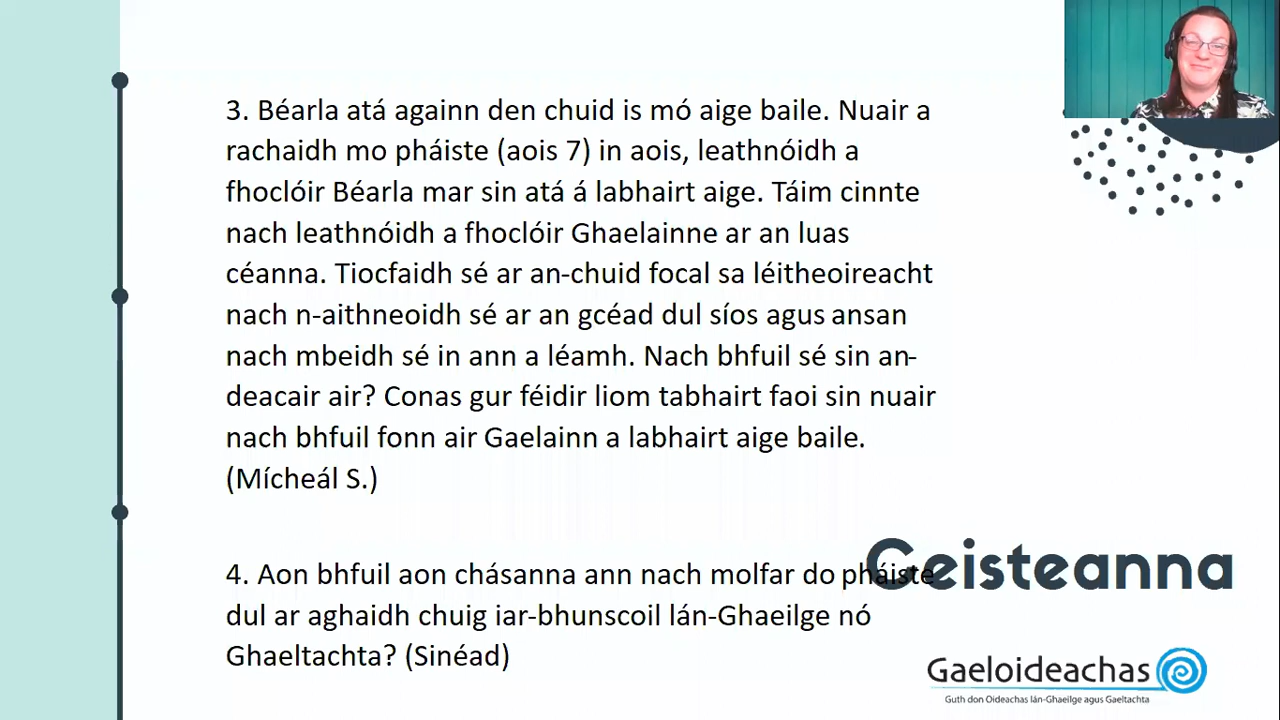 3. Béarla atá againn den chuid is mó aige baile. Nuair a
rachaidh mo pháiste (aois 7) in aois, leathnóidh a
fhoclóir Béarla mar sin atá á labhairt aige. Táim cinnte
nach leathnóidh a fhoclóir Ghaelainne ar an luas
céanna. Tiocfaidh sé ar an-chuid focal sa léitheoireacht
nach n-aithneoidh sé ar an gcéad dul síos agus ansan
nach mbeidh sé in ann a léamh. Nach bhfuil sé sin an-
deacair air? Conas gur féidir liom tabhairt faoi sin nuair
nach bhfuil fonn air Gaelainn a labhairt aige baile.
(Mícheál S.)
4. Aon bhfuil aon chásanna ann nach molfar do pháiste
dul ar aghaidh chuig iar-bhunscoil lán-Ghaeilge nó
Ghaeltachta? (Sinéad)
Ceisteanna
Gaeloideachas
Guth don Oideachas lán-Ghaeilge agus Gaeltachta